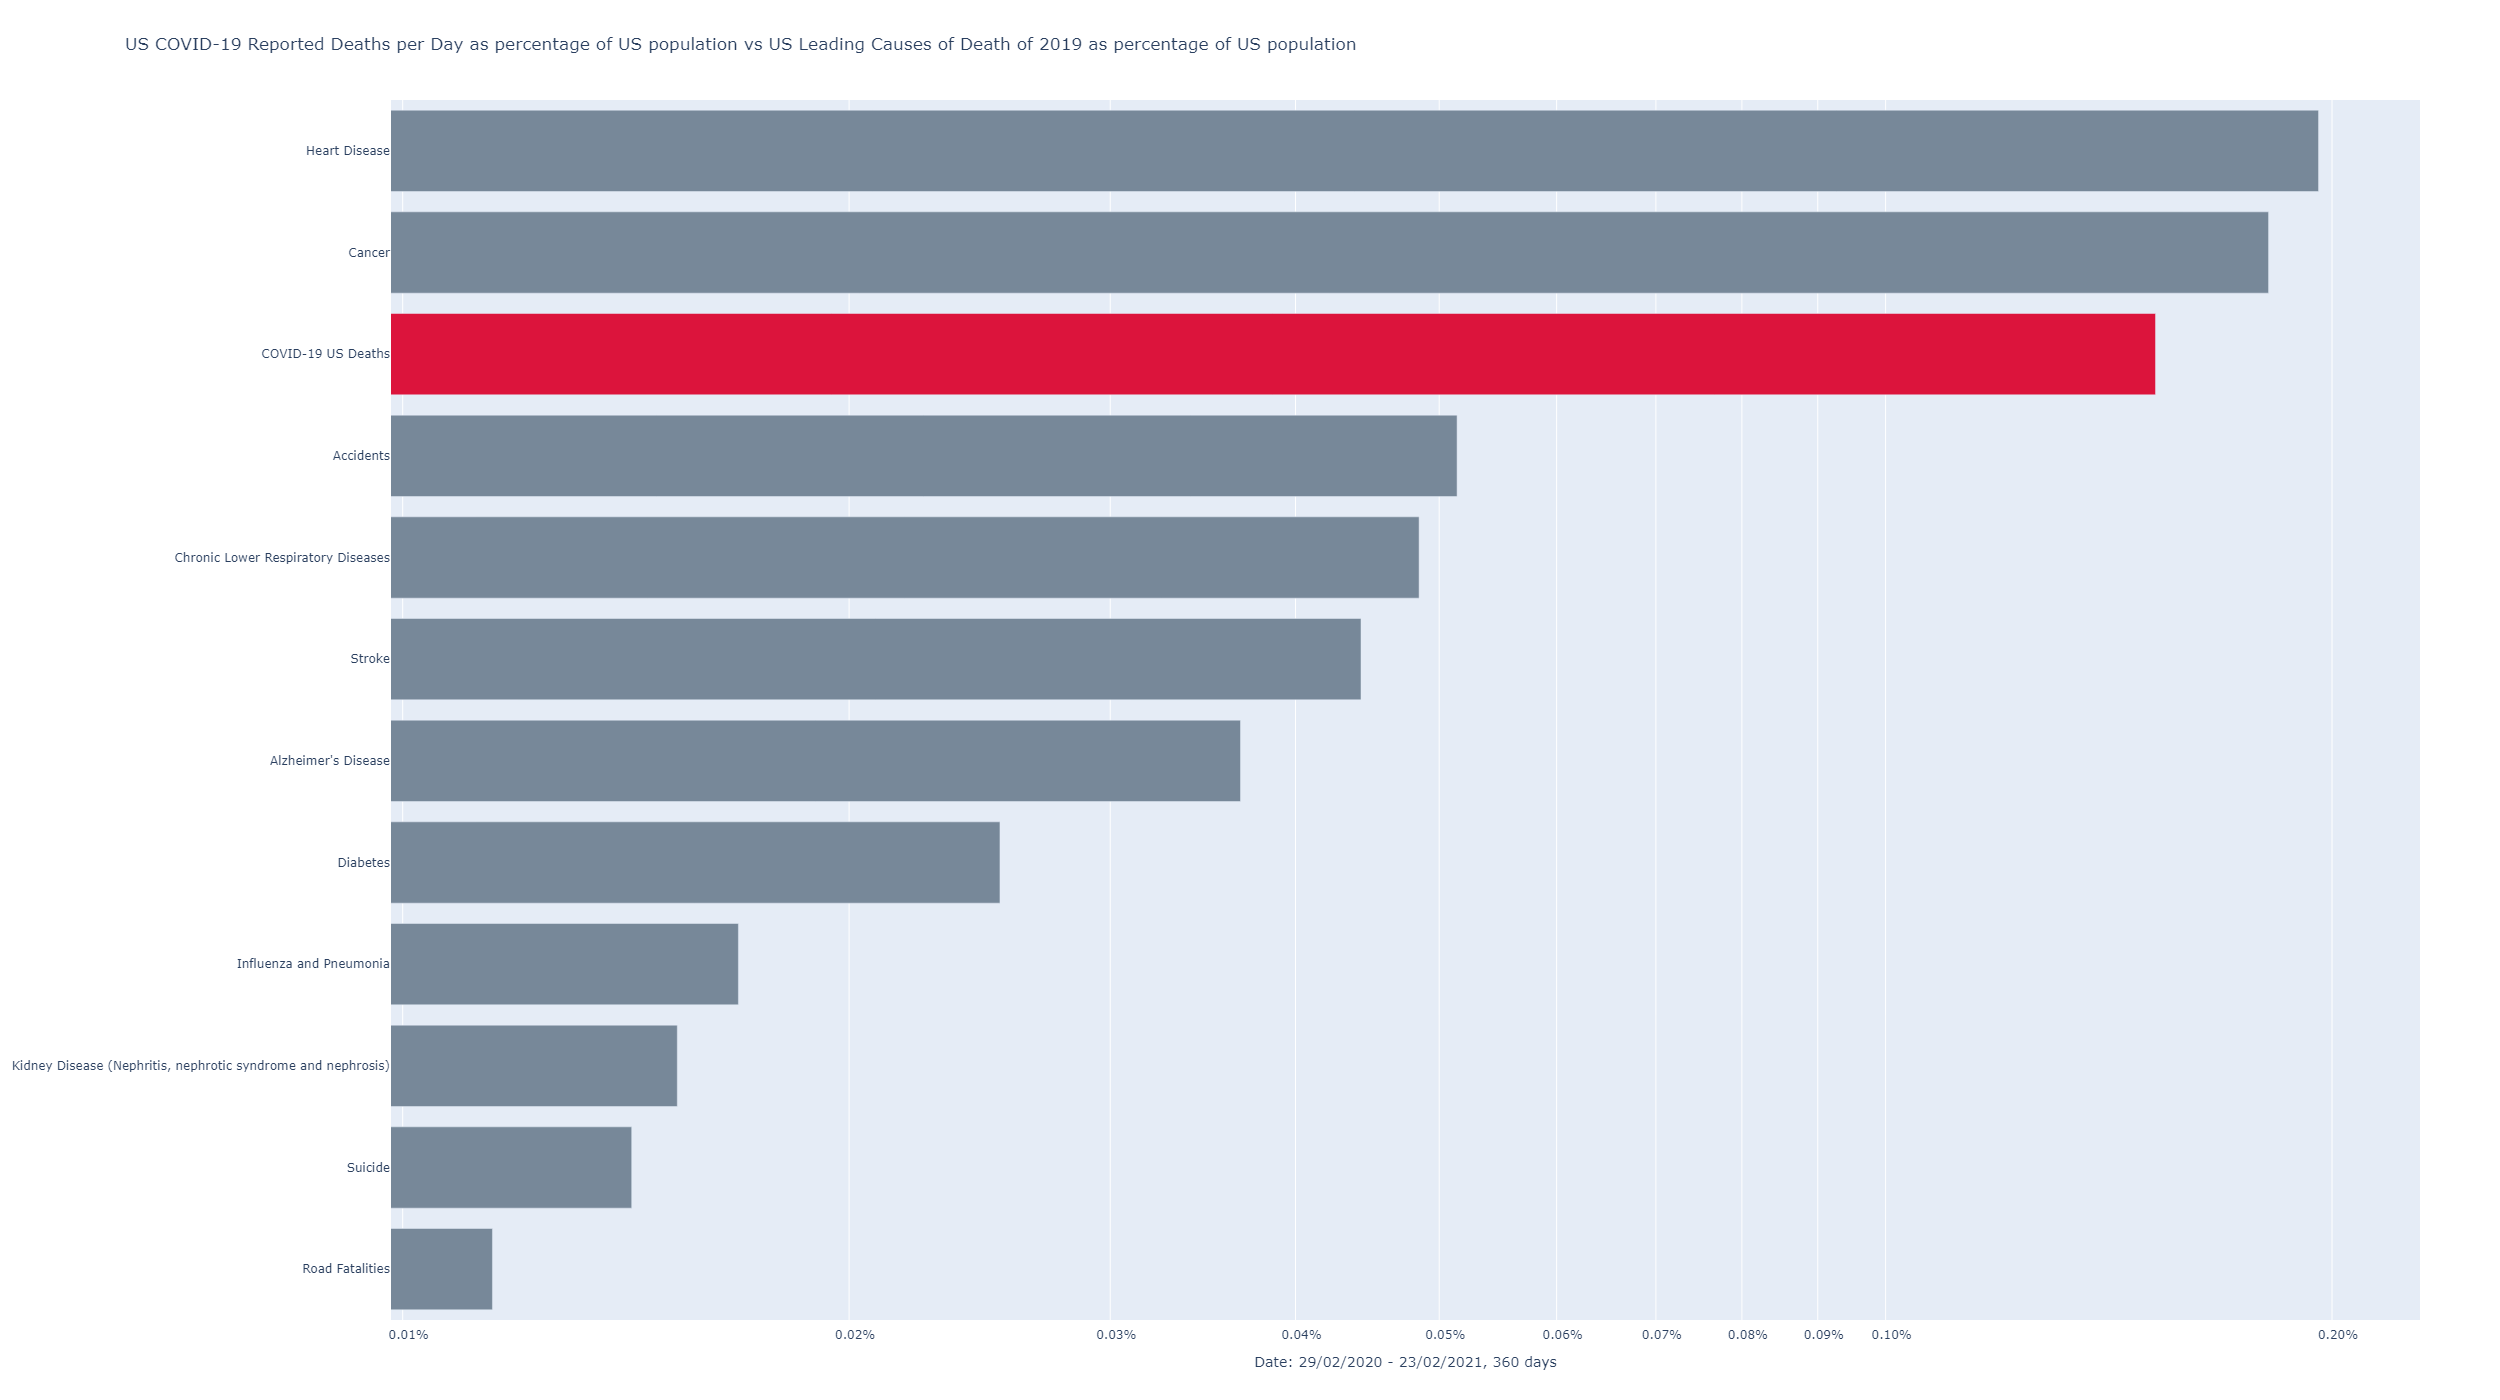 US COVID-19 Reported Deaths per Day as percentage of US population vs US Leading Causes of Death of 2019 as percentage of US population
Heart Disease
Cancer
COVID-19 US Deaths
Accidents
Chronic Lower Respiratory Diseases
Stroke
Alzheimer's Disease
Diabetes
Influenza and Pneumonia
Kidney Disease (Nephritis, nephrotic syndrome and nephrosis)
Suicide
Road Fatalities
0.01% 0.02% 0.03% 0.04% 0.05% 0.06% 0.07% 0.08% 0.09% 0.10% 0.20%
Date: 29/02/2020 - 23/02/2021, 360 days